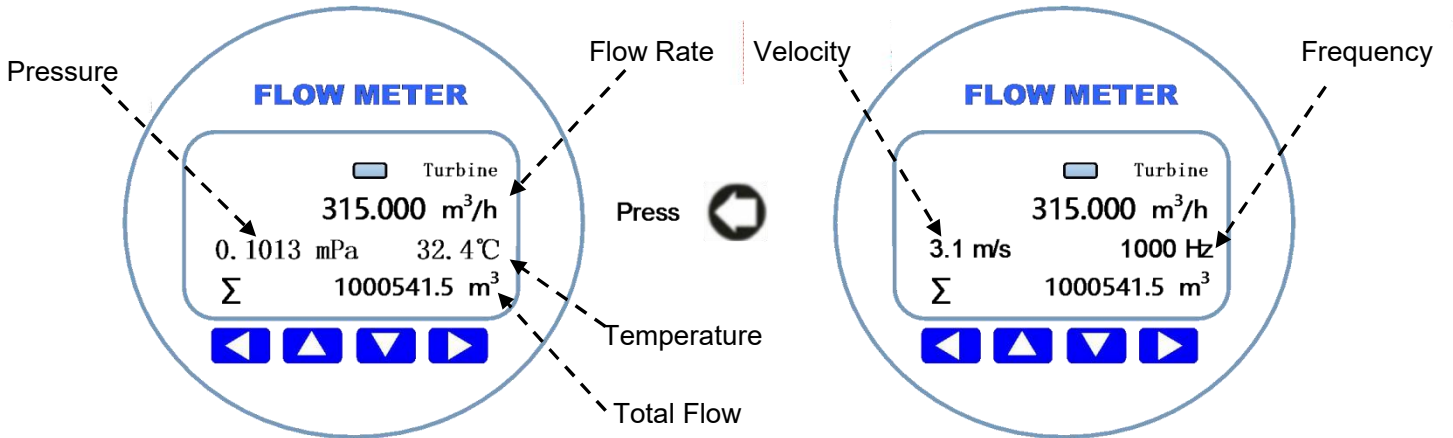 Pressure
Flow Rate
Velocity
Frequency
FLOW METER
Turbine
315.000 m³/h
0.1013 mPa 32.4℃
Σ 1000541.5 m³
Temperature
Total Flow
Press
FLOW METER
Turbine
315.000 m³/h
3.1 m/s 1000 Hz
Σ 1000541.5 m³